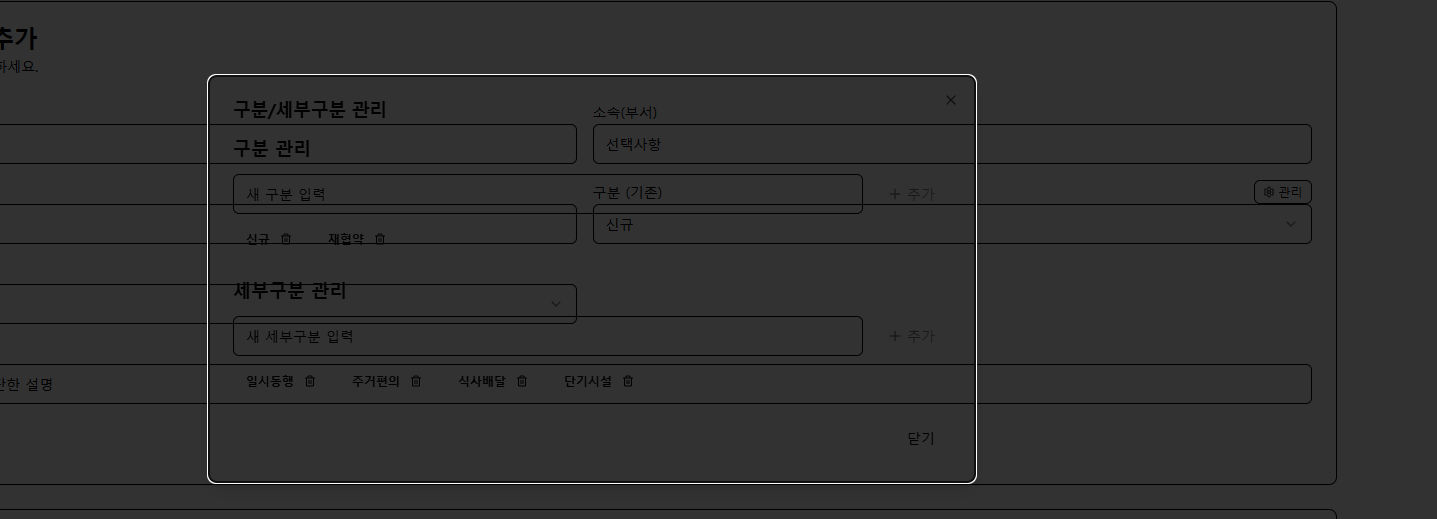 추가
하세요.
구분/세부구분 관리
소속(부서)
구분 관리
선택사항
새 구분 입력
+ 추가
구분 (기존)
관리
신규
신규
재협약
세부구분 관리
새 세부구분 입력
+ 추가
일시동행
주거편의
식사배달
단기시설
한 설명
닫기